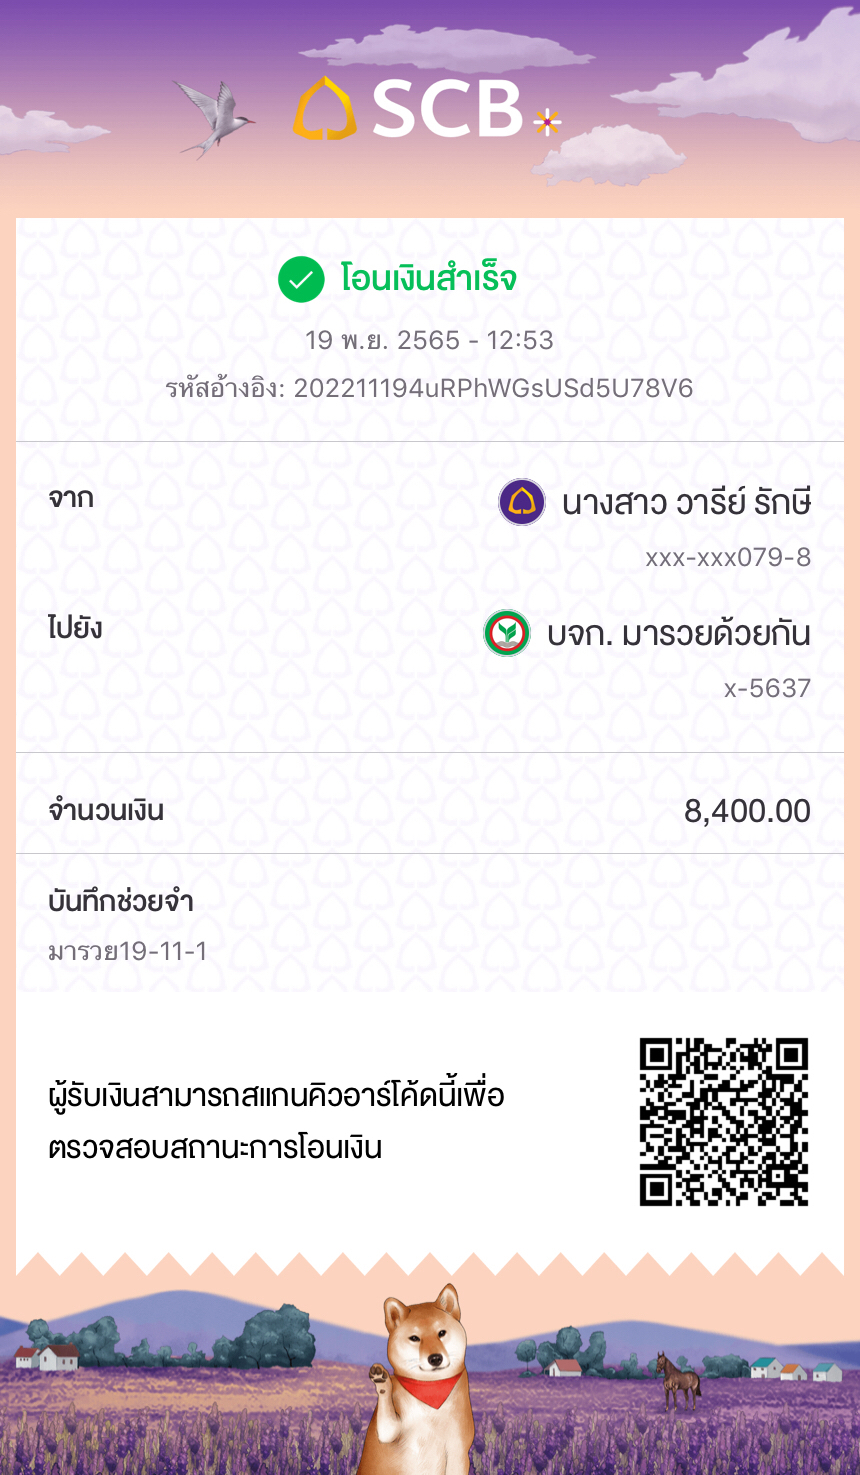 SCB
โอนเงินสำเร็จ
19 พ.ย. 2565 - 12:53
รหัสอ้างอิง: 202211194uRPhWGsUSd5U78V6
จาก
นางสาว วารีย์ รักษี
xxx-xxx079-8
ไปยัง
บจก. มารวยด้วยกัน
x-5637
จำนวนเงิน
8,400.00
บันทึกช่วยจำ
มารวย19-11-1
ผู้รับเงินสามารถสแกนคิวอาร์โค้ดนี้เพื่อ
ตรวจสอบสถานะการโอนเงิน